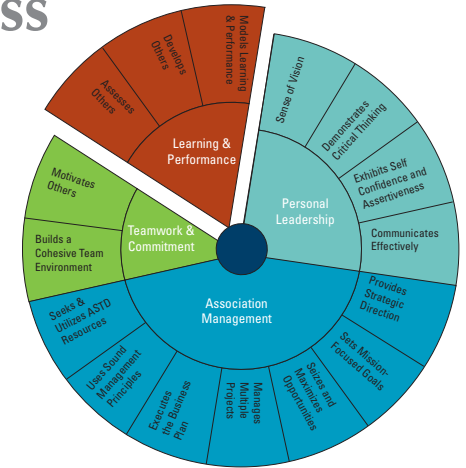 ss
Models Learning
& Performance
Develops
Others
Assesses
Others
Learning &
Performance
Sense of Vision
Demonstrates
Critical Thinking
Exhibits Self
Confidence and
Assertiveness
Communicates
Effectively
Personal
Leadership
Motivates
Others
Builds a
Cohesive Team
Environment
Teamwork &
Commitment
Association
Management
Provides
Strategic
Direction
Sets Mission-
Focused Goals
Seizes and
Maximizes
Opportunities
Manages
Multiple
Projects
Executes
the Business
Plan
Uses Sound
Management
Principles
Seeks &
Utilizes ASTD
Resources